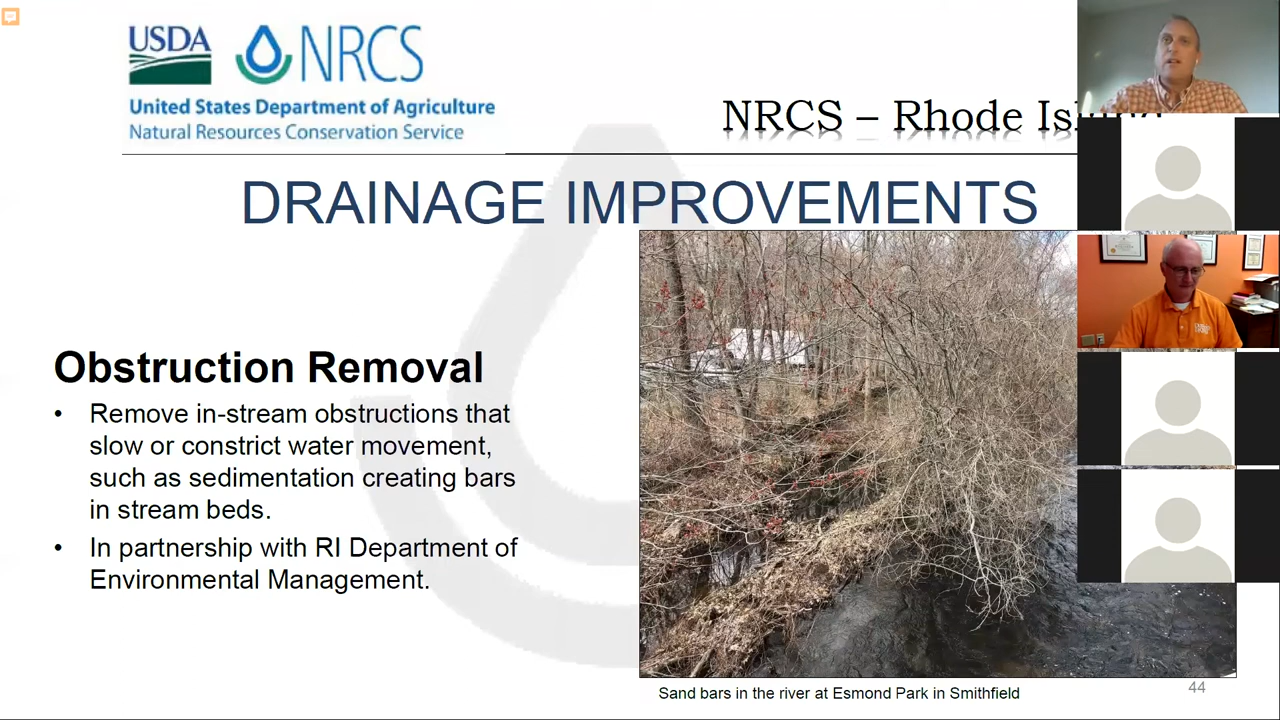 USDA NRCS
United States Department of Agriculture
Natural Resources Conservation Service
NRCS – Rhode
DRAINAGE IMPROVEMENTS
Obstruction Removal
• Remove in-stream obstructions that
slow or constrict water movement,
such as sedimentation creating bars
in stream beds.
• In partnership with RI Department of
Environmental Management.
Sand bars in the river at Esmond Park in Smithfield
44